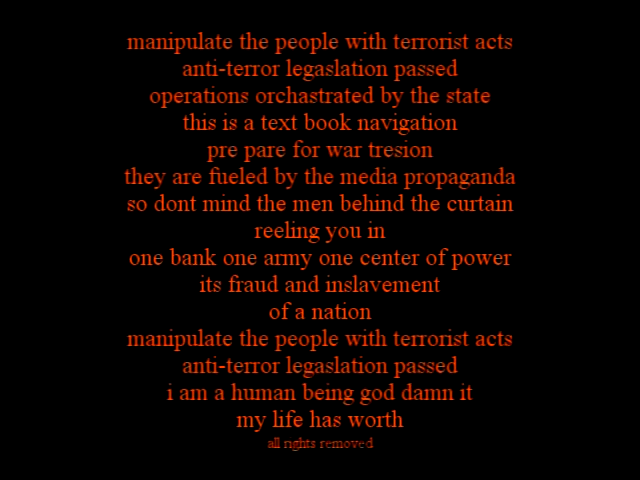 manipulate the people with terrorist acts
anti-terror legaslation passed
operations orchastrated by the state
this is a text book navigation
pre pare for war tresion
they are fueled by the media propaganda
so dont mind the men behind the curtain
reeling you in
one bank one army one center of power
its fraud and inslavement
of a nation
manipulate the people with terrorist acts
anti-terror legaslation passed
i am a human being god damn it
my life has worth
all rights removed